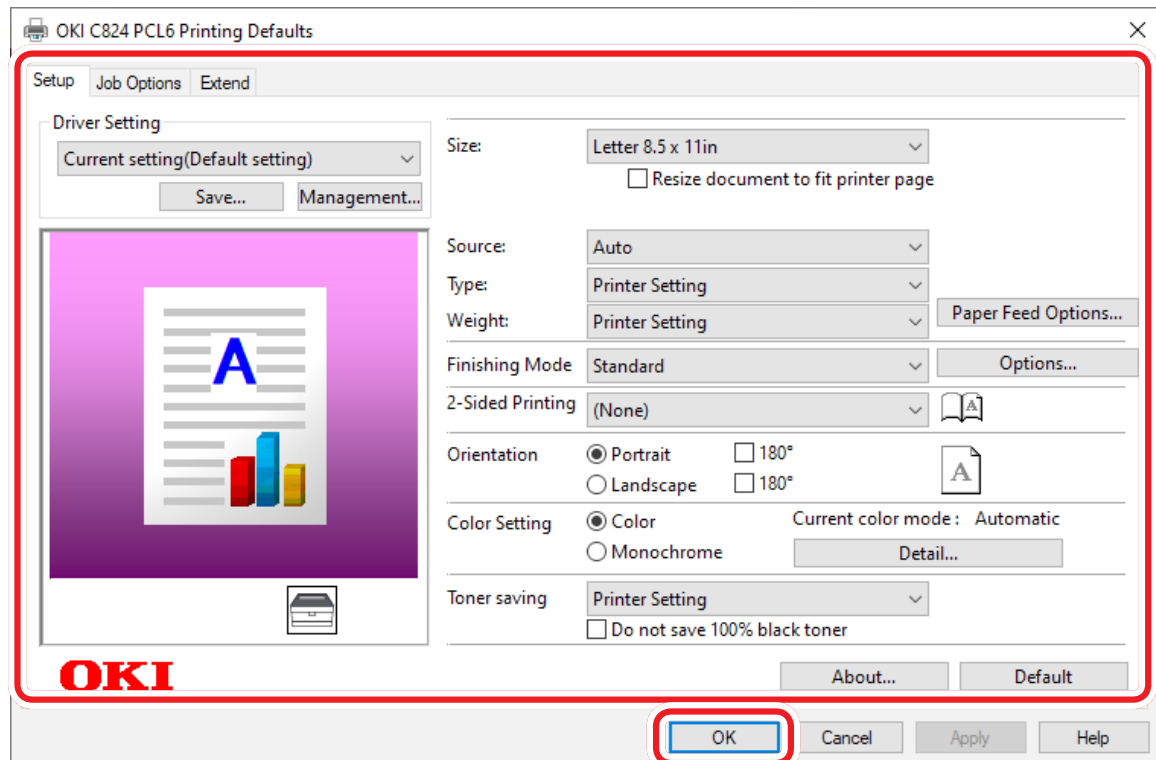 OKI C824 PCL6 Printing Defaults
Setup Job Options Extend
Driver Setting
Current setting(Default setting)
Save... Management...
A
OKI
Size: Letter 8.5 x 11in
Resize document to fit printer page
Source: Auto
Type: Printer Setting
Weight: Printer Setting Paper Feed Options...
Finishing Mode Standard Options...
2-Sided Printing (None) A
Orientation Portrait 180°
Landscape 180° A
Color Setting Color Current color mode : Automatic
Monochrome Detail...
Toner saving Printer Setting
Do not save 100% black toner
About... Default
OK Cancel Apply Help